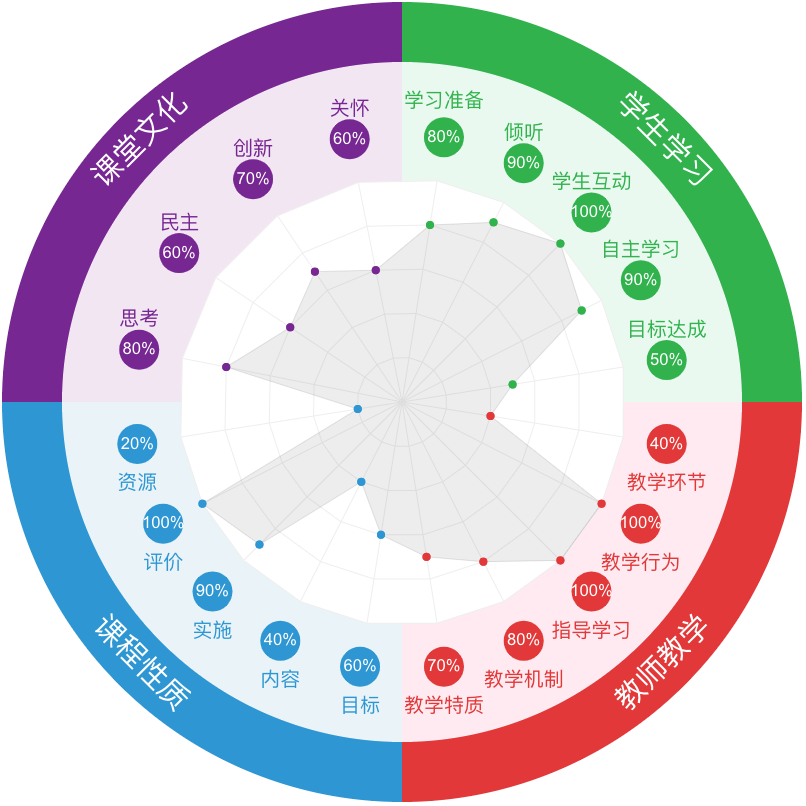 课堂文化
关怀
60%
创新
70%
民主
60%
思考
80%
学生学习
学习准备
80%
倾听
90%
学生互动
100%
自主学习
90%
目标达成
50%
教师教学
40%
教学环节
100%
教学行为
100%
指导学习
80%
教学机制
70%
教学特质
课程性质
20%
资源
100%
评价
90%
实施
40%
内容
60%
目标